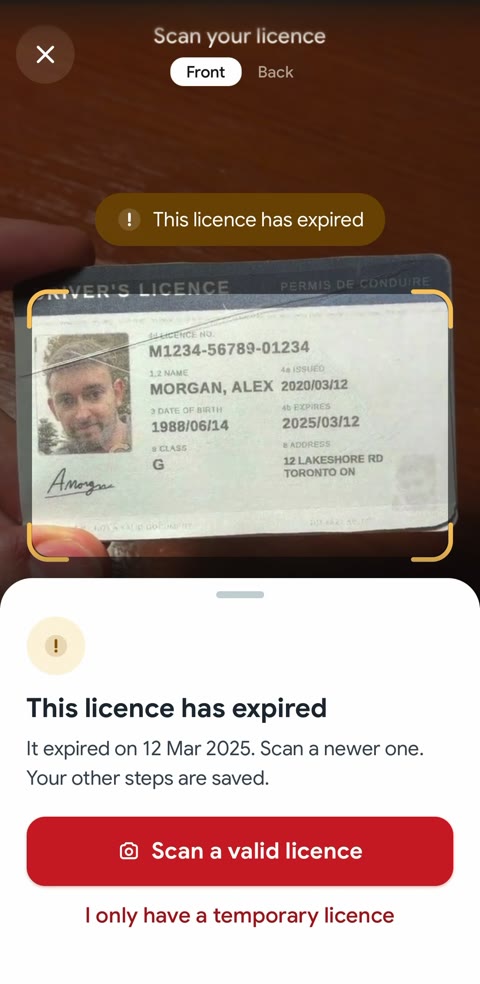 Scan your licence
Front Back
This licence has expired
DRIVER'S LICENCE PERMIS DE CONDUIRE
4d LICENCE NO.
M1234-56789-01234
1,2 NAME
MORGAN, ALEX
4a ISSUED
2020/03/12
3 DATE OF BIRTH
1988/06/14
4b EXPIRES
2025/03/12
9 CLASS
G
8 ADDRESS
12 LAKESHORE RD
TORONTO ON
This licence has expired
It expired on 12 Mar 2025. Scan a newer one.
Your other steps are saved.
Scan a valid licence
I only have a temporary licence